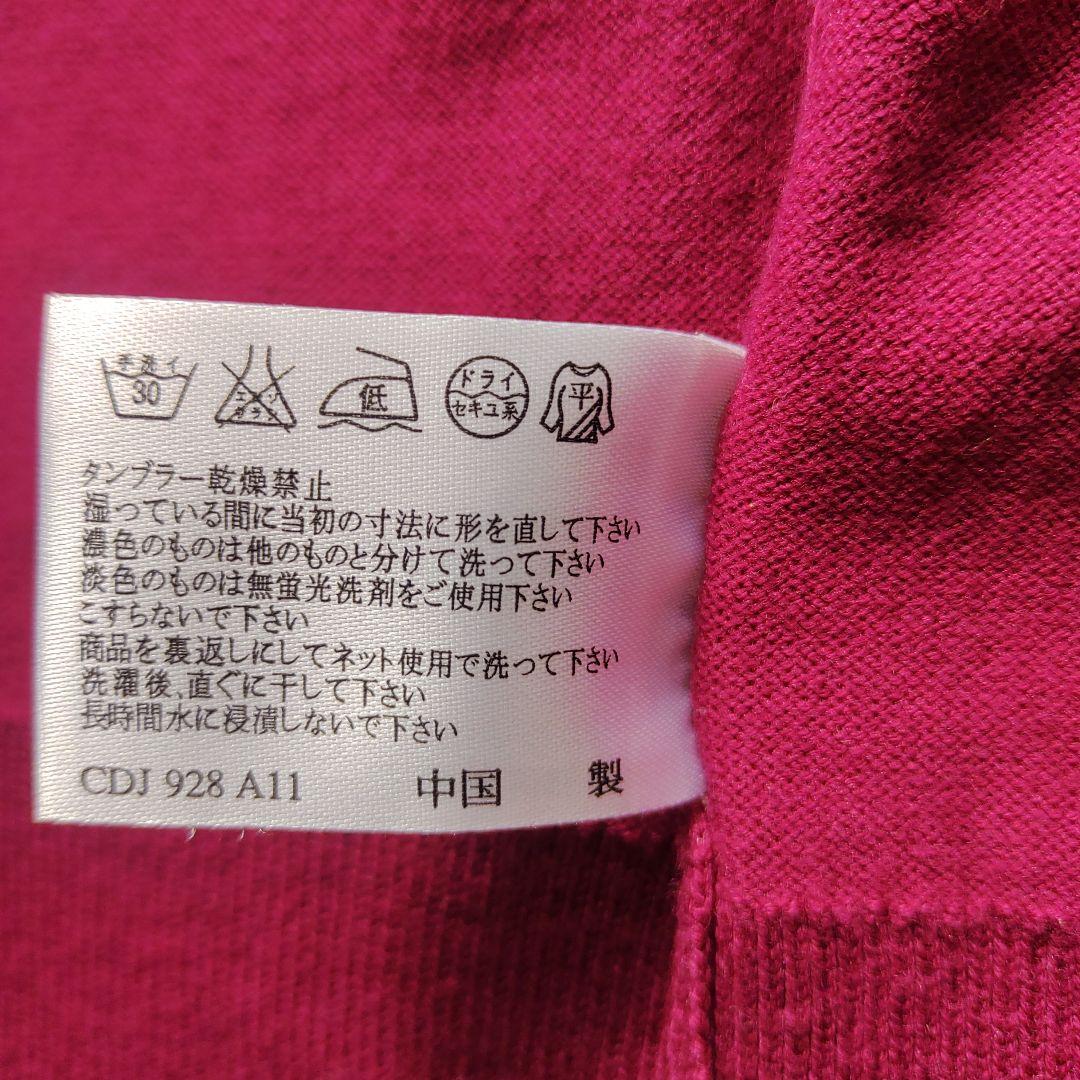 手洗イ 30 エンソサラシ 低 ドライ セキユ系 平
タンブラー乾燥禁止
湿っている間に当初の寸法に形を直して下さい
濃色のものは他のものと分けて洗って下さい
淡色のものは無蛍光洗剤をご使用下さい
こすらないで下さい
商品を裏返しにしてネット使用で洗って下さい
洗濯後、直ぐに干して下さい
長時間水に浸漬しないで下さい
CDJ 928 A11 中国 製